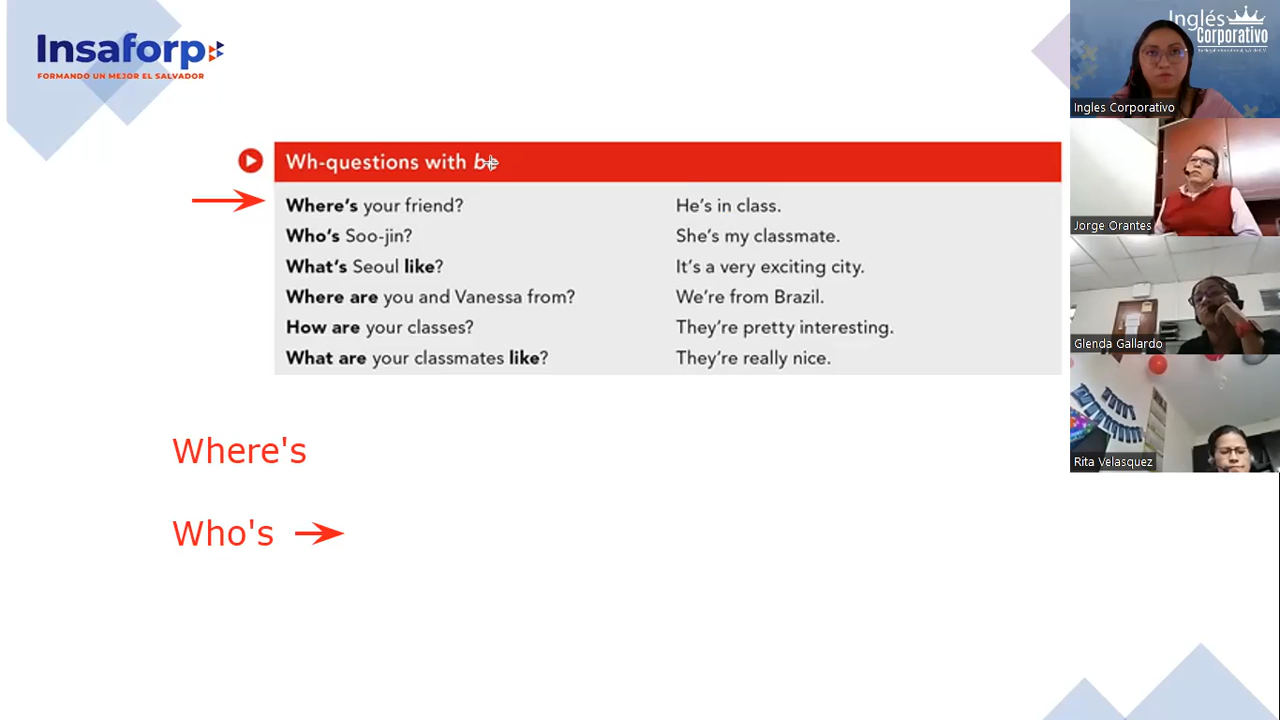 Insaforp
FORMANDO UN MEJOR EL SALVADOR
Inglés
Corporativo
Ingles Corporativo
Jorge Orantes
Glenda Gallardo
Rita Velasquez
Wh-questions with be
Where's your friend? He's in class.
Who's Soo-jin? She's my classmate.
What's Seoul like? It's a very exciting city.
Where are you and Vanessa from? We're from Brazil.
How are your classes? They're pretty interesting.
What are your classmates like? They're really nice.
Where's
Who's